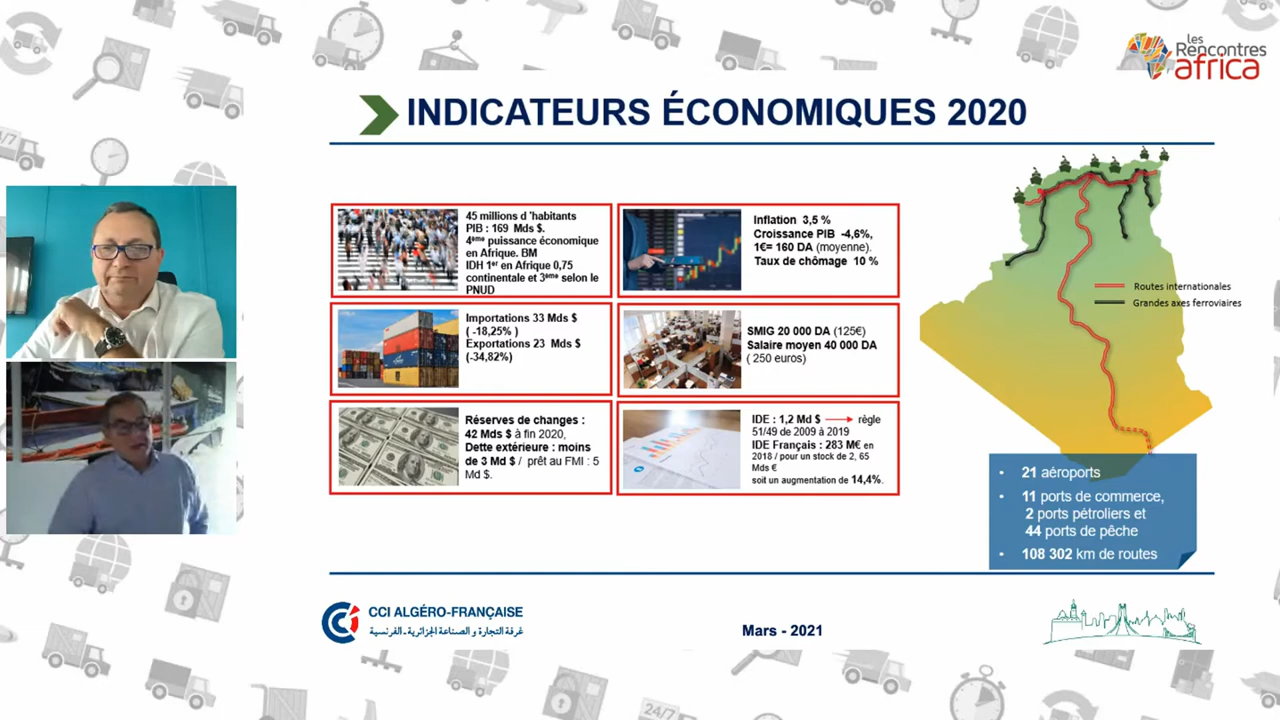 les
Rencontres
africa
INDICATEURS ÉCONOMIQUES 2020
45 millions d 'habitants
PIB : 169 Mds $.
4ème puissance économique
en Afrique. BM
IDH 1er en Afrique 0,75
continentale et 3ème selon le
PNUD
Inflation 3,5 %
Croissance PIB -4,6%,
1€= 160 DA (moyenne).
Taux de chômage 10 %
Importations 33 Mds $
( -18,25% )
Exportations 23 Mds $
(-34,82%)
SMIG 20 000 DA (125€)
Salaire moyen 40 000 DA
( 250 euros)
Réserves de changes :
42 Mds $ à fin 2020,
Dette extérieure : moins
de 3 Md $ / prêt au FMI : 5
Md $.
IDE : 1,2 Md $ règle
51/49 de 2009 à 2019
IDE Français : 283 M€ en
2018 / pour un stock de 2, 65
Mds €
soit un augmentation de 14,4%.
Routes internationales
Grandes axes ferroviaires
• 21 aéroports
• 11 ports de commerce,
2 ports pétroliers et
44 ports de pêche
• 108 302 km de routes
CCI ALGÉRO-FRANÇAISE
غرفة التجارة و الصناعة الجزائرية - الفرنسية
Mars - 2021
24/7
24/7